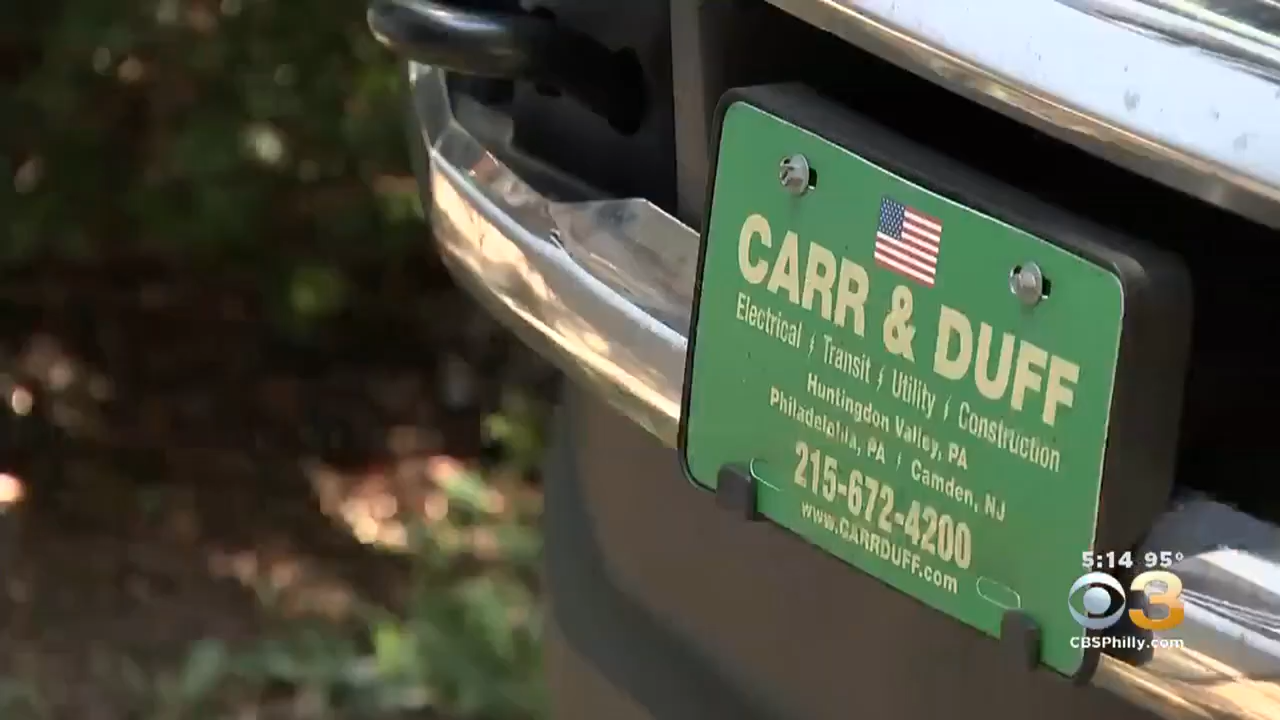 CARR & DUFF
Electrical Transit Utility Construction
Huntingdon Valley, PA
Philadelphia, PA Camden, NJ
215-672-4200
www.CARRDUFF.com
5:14 95°
3
CBSPhilly.com